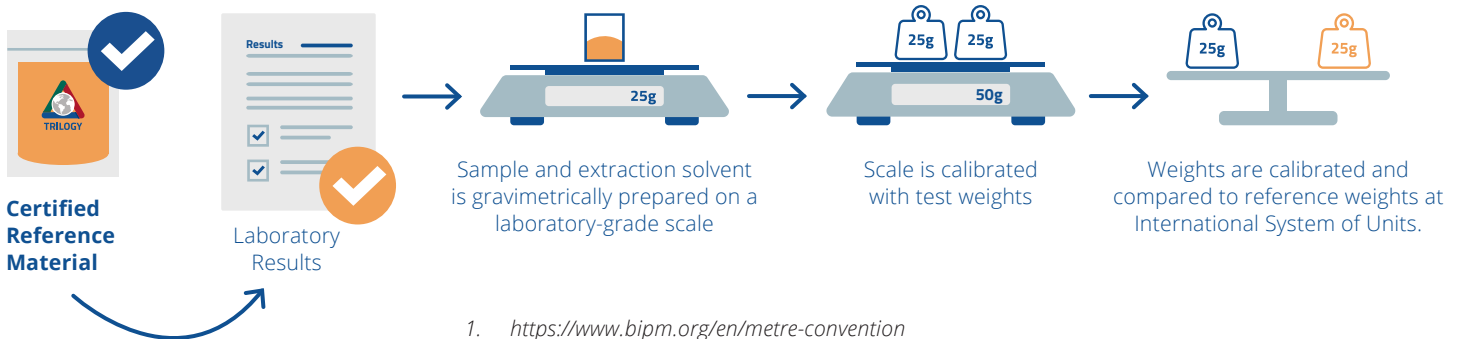 TRILOGY
Certified
Reference
Material
Results
Laboratory
Results
25g
Sample and extraction solvent
is gravimetrically prepared on a
laboratory-grade scale
25g
25g
50g
Scale is calibrated
with test weights
25g
25g
Weights are calibrated and
compared to reference weights at
International System of Units.
1. https://www.bipm.org/en/metre-convention